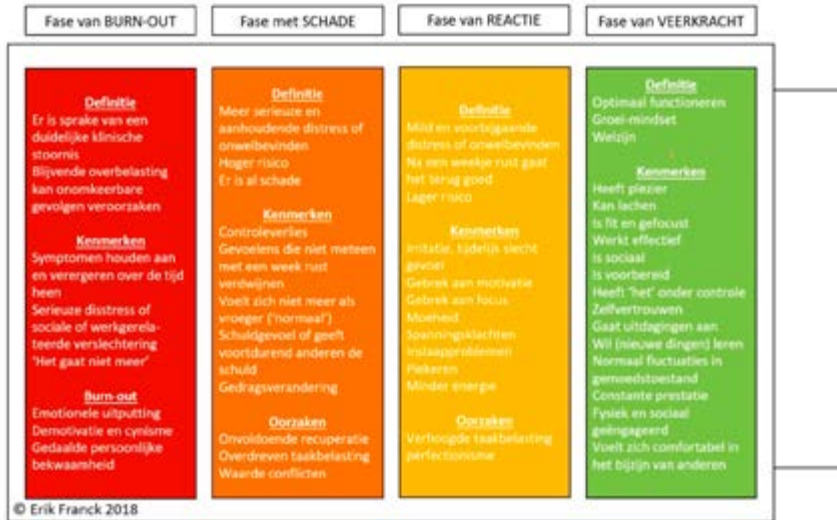 Fase van BURN-OUT
Fase met SCHADE
Fase van REACTIE
Fase van VEERKRACHT
Definitie
Er is sprake van een
duidelijke klinische
stoornis
Blijvende overbelasting
kan onomkeerbare
gevolgen veroorzaken
Kenmerken
Symptomen houden aan
en verergeren over de tijd
heen
Serieuze disstress of
sociale of werkgerela-
teerde verslechtering
'Het gaat niet meer'
Burn-out
Emotionele uitputting
Demotivatie en cynisme
Gedaalde persoonlijke
bekwaamheid
Definitie
Meer serieuze en
aanhoudende distress of
onwelbevinden
Hoger risico
Er is al schade
Kenmerken
Controleverlies
Gevoelens die niet meteen
met een week rust
verdwijnen
Voelt zich niet meer als
vroeger ('normaal')
Schuldgevoel of geeft
voortdurend anderen de
schuld
Gedragsverandering
Oorzaken
Onvoldoende recuperatie
Overdreven taakbelasting
Waarde conflicten
Definitie
Mild en voorbijgaande
distress of onwelbevinden
Na een weekje rust gaat
het terug goed
Lager risico
Kenmerken
Irritatie, tijdelijk slecht
gevoel
Gebrek aan motivatie
Gebrek aan focus
Moeheid
Spanningsklachten
Inslaapproblemen
Piekeren
Minder energie
Oorzaken
Verhoogde taakbelasting
perfectionisme
Definitie
Optimaal functioneren
Groei-mindset
Welzijn
Kenmerken
Heeft plezier
Kan lachen
Is fit en gefocust
Werkt effectief
Is sociaal
Is voorbereid
Heeft 'het' onder controle
Zelfvertrouwen
Gaat uitdagingen aan
Wil (nieuwe dingen) leren
Normaal fluctuaties in
gemoedstoestand
Constante prestatie
Fysiek en sociaal
geëngageerd
Voelt zich comfortabel in
het bijzijn van anderen
© Erik Franck 2018